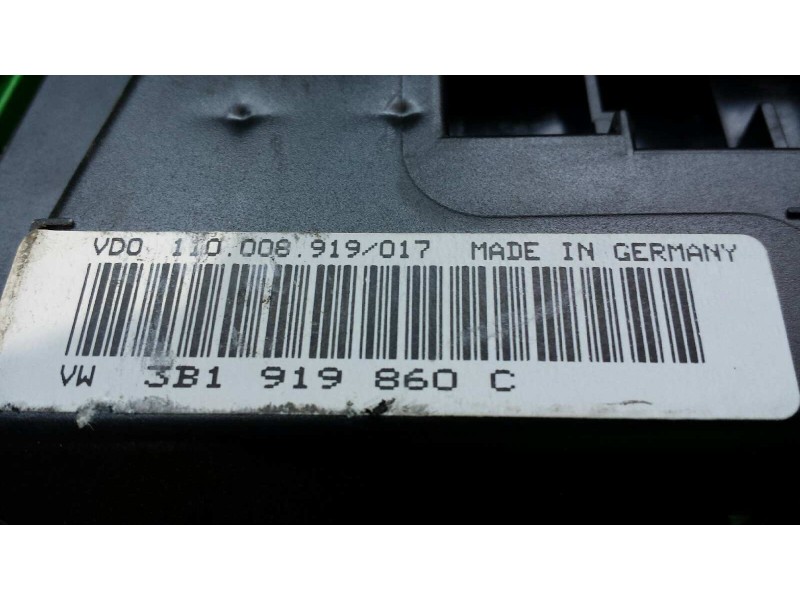 VDO 110.008.919/017 MADE IN GERMANY
VW 3B1 919 860 C